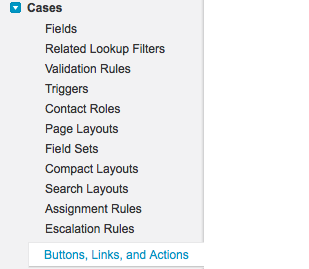 Cases
Fields
Related Lookup Filters
Validation Rules
Triggers
Contact Roles
Page Layouts
Field Sets
Compact Layouts
Search Layouts
Assignment Rules
Escalation Rules
Buttons, Links, and Actions